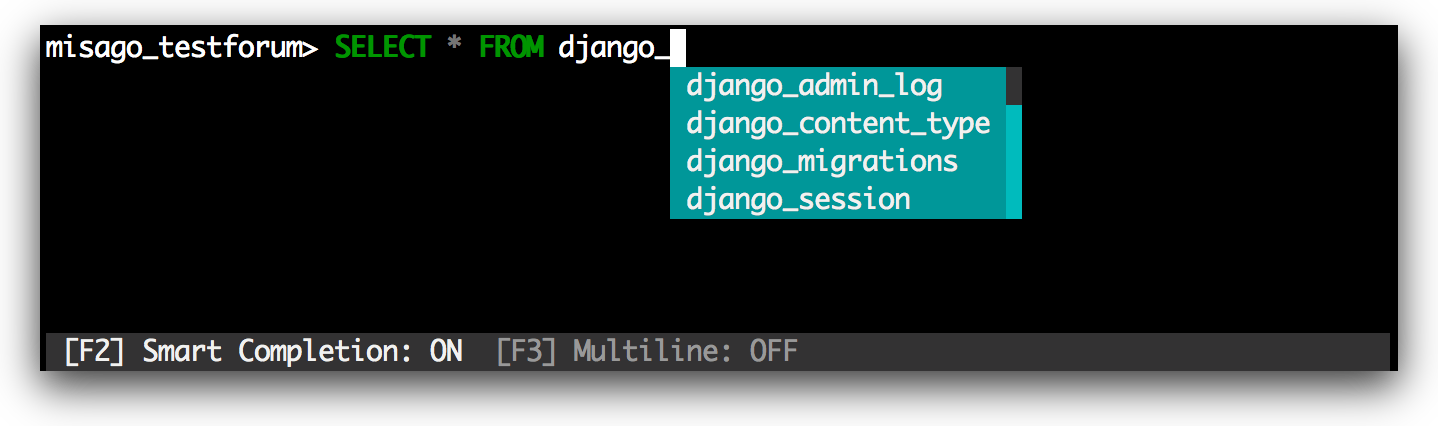 misago_testforum> SELECT * FROM django_
django_admin_log
django_content_type
django_migrations
django_session
[F2] Smart Completion: ON [F3] Multiline: OFF